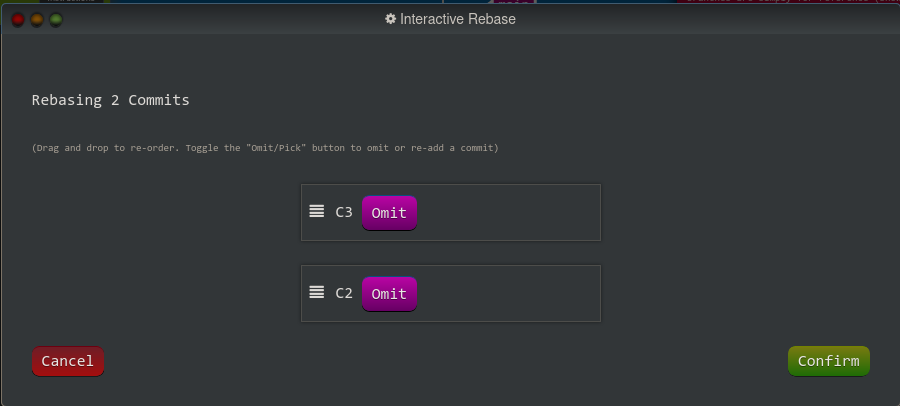 Interactive Rebase
Rebasing 2 Commits
(Drag and drop to re-order. Toggle the "Omit/Pick" button to omit or re-add a commit)
C3 Omit
C2 Omit
Cancel
Confirm